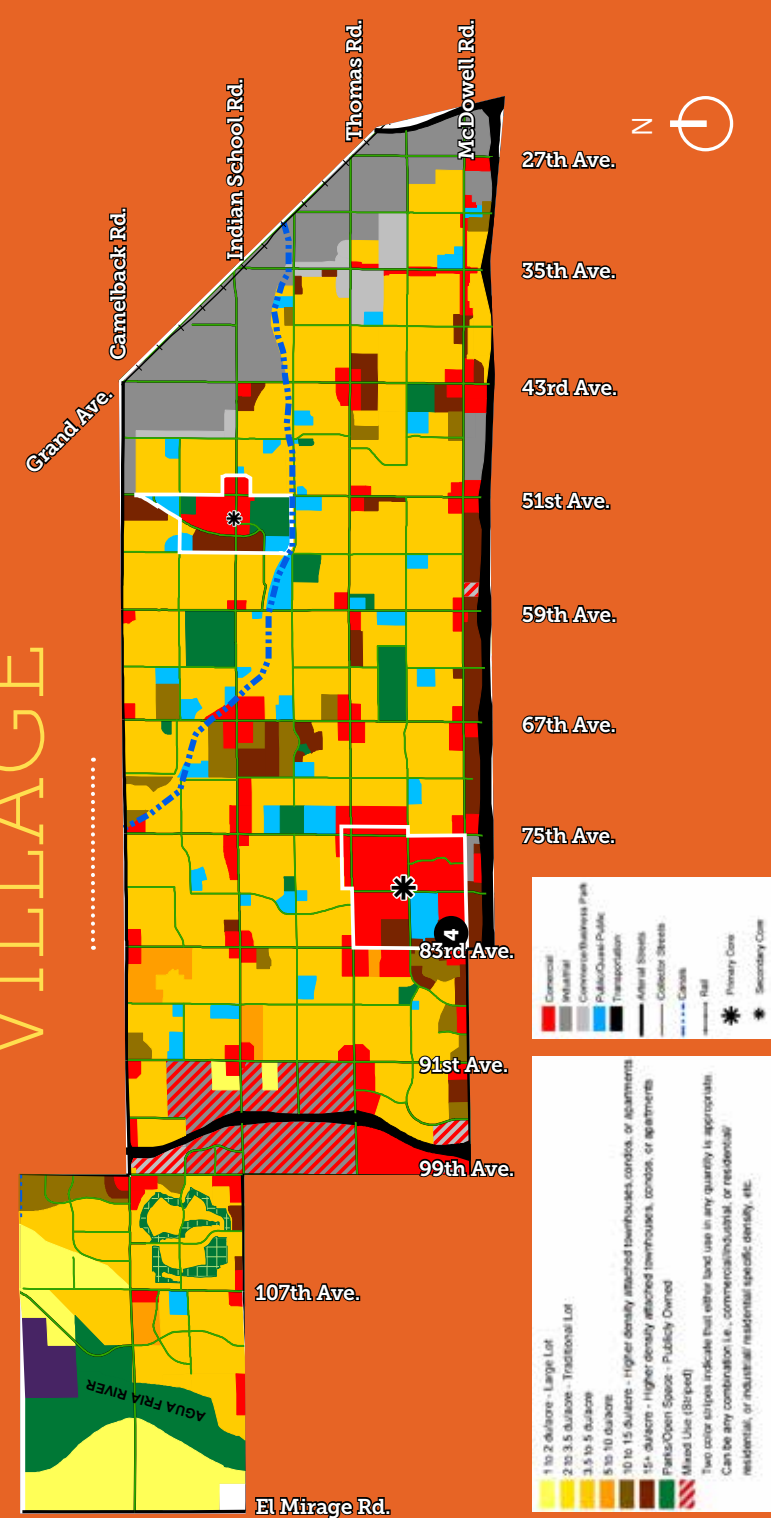 VILLAGE
Camelback Rd.
Indian School Rd.
Thomas Rd.
McDowell Rd.
Grand Ave.
N
27th Ave.
35th Ave.
43rd Ave.
51st Ave.
59th Ave.
67th Ave.
75th Ave.
83rd Ave.
4
91st Ave.
99th Ave.
107th Ave.
El Mirage Rd.
AGUA FRIA RIVER
1 to 2 du/acre - Large Lot
2 to 3.5 du/acre - Traditional Lot
3.5 to 5 du/acre
5 to 10 du/acre
10 to 15 du/acre - Higher density attached townhouses, condos, or apartments
15+ du/acre - Higher density attached townhouses, condos, or apartments
Parks/Open Space - Publicly Owned
Mixed Use (Striped)
Two color stripes indicate that either land use in any quantity is appropriate.
Can be any combination i.e., commercial/industrial, or residential/
residential, or industrial/ residential specific density, etc.
Comercial
Industrial
Commerce/Business Park
Public/Quasi-Public
Transportation
Arterial Streets
Collector Streets
Canals
Rail
Primary Core
Secondary Core